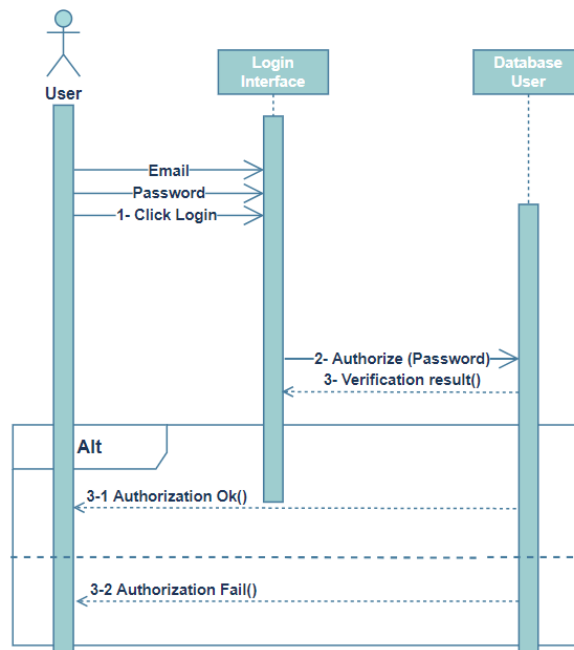 Login
Interface
Database
User
User
Email
Password
1- Click Login
2- Authorize (Password)
3- Verification result()
Alt
3-1 Authorization Ok()
3-2 Authorization Fail()